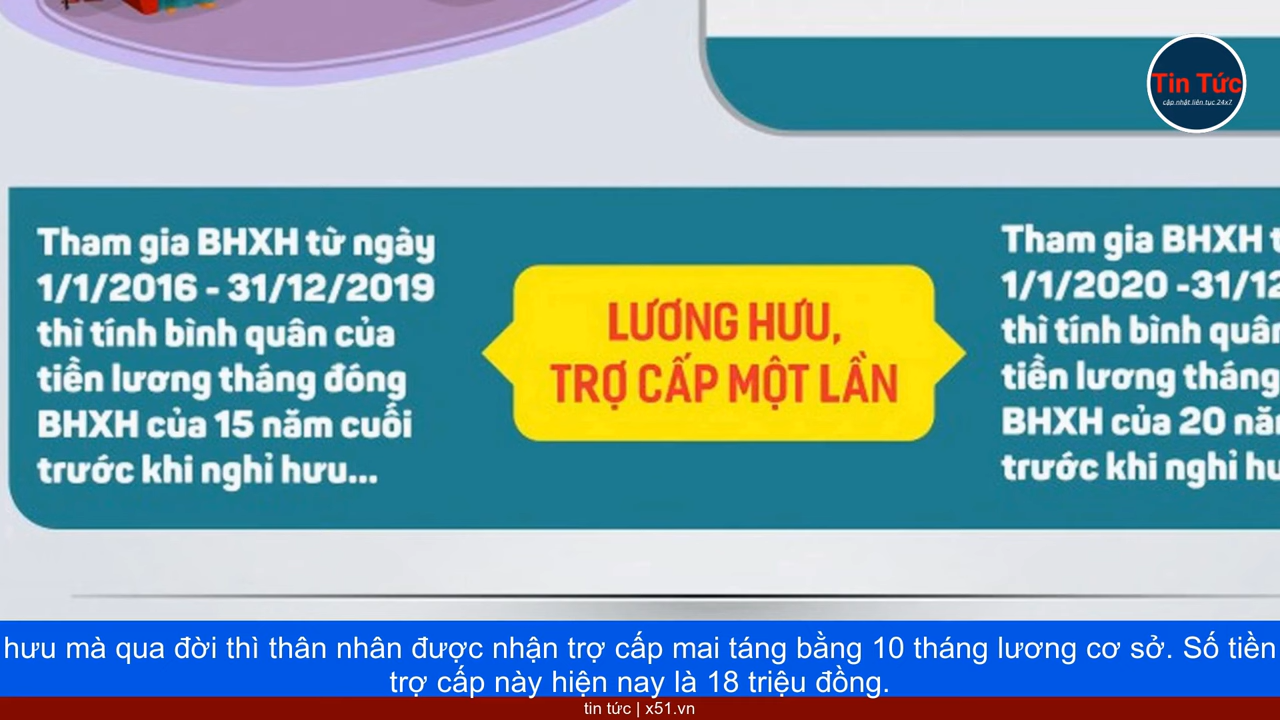 Tin Tức
cập nhật liên tục 24x7
Tham gia BHXH từ ngày
1/1/2016 - 31/12/2019
thì tính bình quân của
tiền lương tháng đóng
BHXH của 15 năm cuối
trước khi nghỉ hưu...
LƯƠNG HƯU,
TRỢ CẤP MỘT LẦN
Tham gia BHXH
1/1/2020 -31/12
thì tính bình quân
tiền lương tháng
BHXH của 20
trước khi nghỉ
hưu mà qua đời thì thân nhân được nhận trợ cấp mai táng bằng 10 tháng lương cơ sở. Số tiền
trợ cấp này hiện nay là 18 triệu đồng.
tin tức | x51.vn